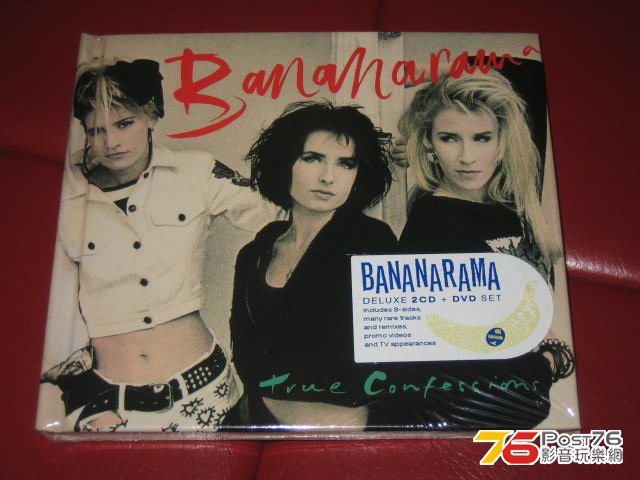 Bananarama
BANANARAMA
DELUXE 2CD + DVD SET
Includes B-sides,
many rare tracks
and remixes,
promo videos
and TV appearances
True Confessions
76 Post76
影音玩樂網